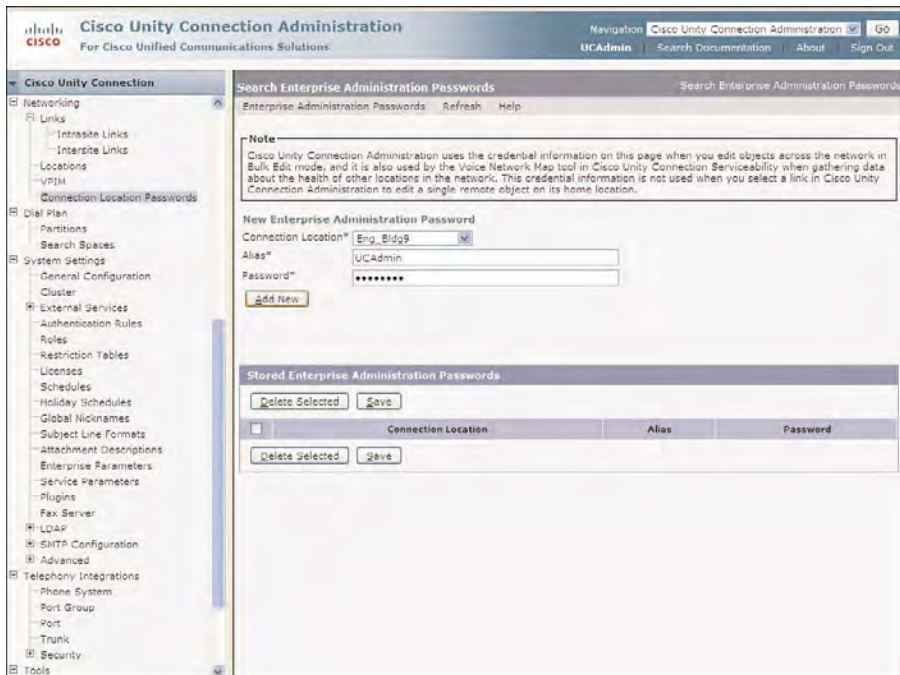 Cisco Unity Connection Administration
Navigation Cisco Unity Connection Administration Go
CISCO For Cisco Unified Communications Solutions
UCAdmin Search Documentation About Sign Out
Cisco Unity Connection
Networking
Links
Intrasite Links
Intersite Links
Locations
VPIM
Connection Location Passwords
Dial Plan
Partitions
Search Spaces
System Settings
General Configuration
Cluster
External Services
Authentication Rules
Roles
Restriction Tables
Licenses
Schedules
Holiday Schedules
Global Nicknames
Subject Line Formats
Attachment Descriptions
Enterprise Parameters
Service Parameters
Plugins
Fax Server
LDAP
SMTP Configuration
Advanced
Telephony Integrations
Phone System
Port Group
Port
Trunk
Security
Tools
Search Enterprise Administration Passwords
Search Enterprise Administration Passwords
Enterprise Administration Passwords Refresh Help
Note
Cisco Unity Connection Administration uses the credential information on this page when you edit objects across the network in
Bulk Edit mode, and it is also used by the Voice Network Map tool in Cisco Unity Connection Serviceability when gathering data
about the health of other locations in the network. This credential information is not used when you select a link in Cisco Unity
Connection Administration to edit a single remote object on its home location.
New Enterprise Administration Password
Connection Location* Eng_Bldg9
Alias* UCAdmin
Password* ••••••••
Add New
Stored Enterprise Administration Passwords
Delete Selected Save
Connection Location Alias Password
Delete Selected Save